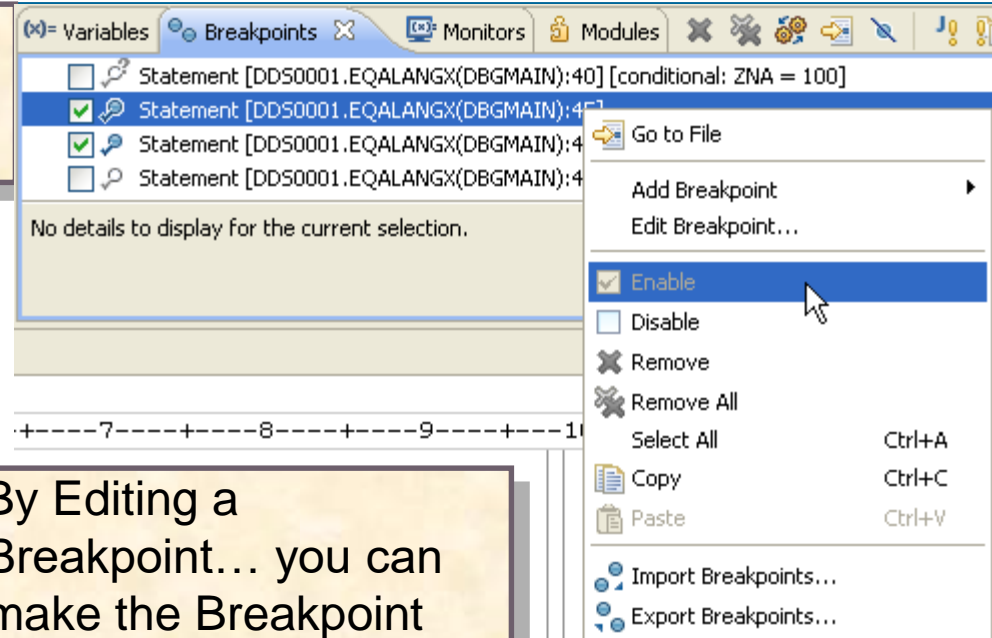 (x)= Variables Breakpoints Monitors Modules
Statement [DDS0001.EQALANGX(DBGMAIN):40] [conditional: ZNA = 100]
Statement [DDS0001.EQALANGX(DBGMAIN):45]
Statement [DDS0001.EQALANGX(DBGMAIN):4
Statement [DDS0001.EQALANGX(DBGMAIN):4
No details to display for the current selection.
Go to File
Add Breakpoint
Edit Breakpoint...
Enable
Disable
Remove
Remove All
Select All Ctrl+A
Copy Ctrl+C
Paste Ctrl+V
Import Breakpoints...
Export Breakpoints...
-+----7----+----8----+----9----+---1
By Editing a
Breakpoint… you can
make the Breakpoint